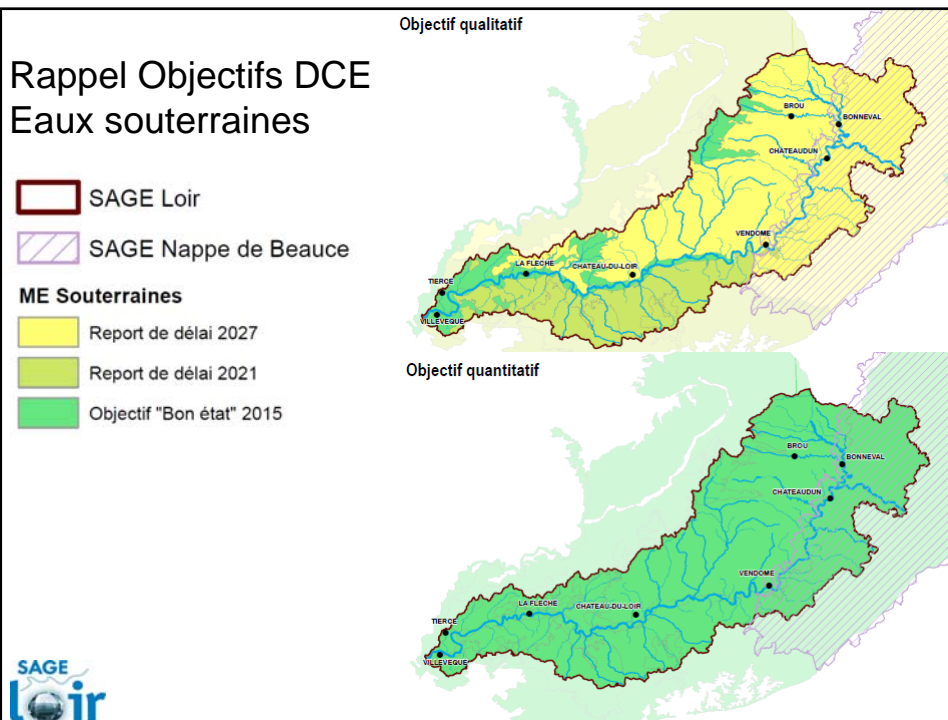 Rappel Objectifs DCE
Eaux souterraines
SAGE Loir
SAGE Nappe de Beauce
ME Souterraines
Report de délai 2027
Report de délai 2021
Objectif "Bon état" 2015
Objectif qualitatif
BROU
BONNEVAL
CHATEAUDUN
VENDOME
LA FLECHE
CHATEAU-DU-LOIR
TIERCE
VILLEVEQUE
Objectif quantitatif
BROU
BONNEVAL
CHATEAUDUN
VENDOME
LA FLECHE
CHATEAU-DU-LOIR
TIERCE
VILLEVEQUE
SAGE
loir